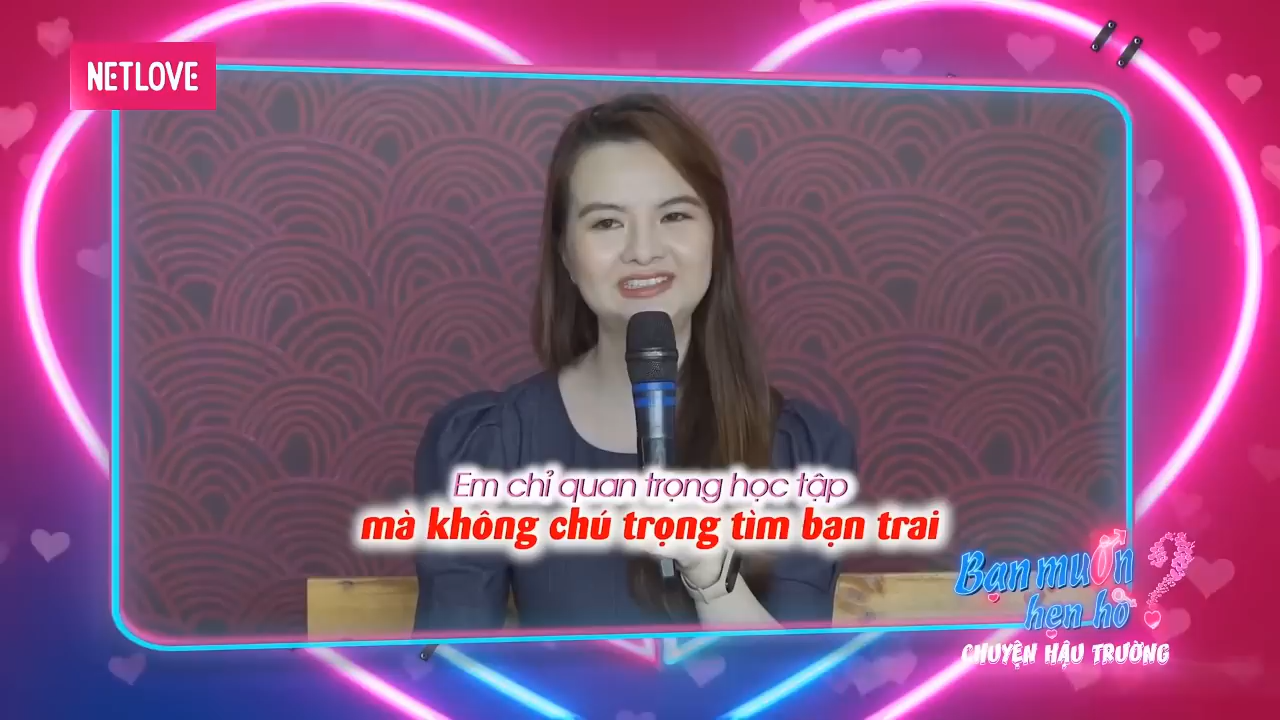 NETLOVE
Em chỉ quan trọng học tập
mà không chú trọng tìm bạn trai
Bạn muốn
hẹn hò ?
CHUYỆN HẬU TRƯỜNG